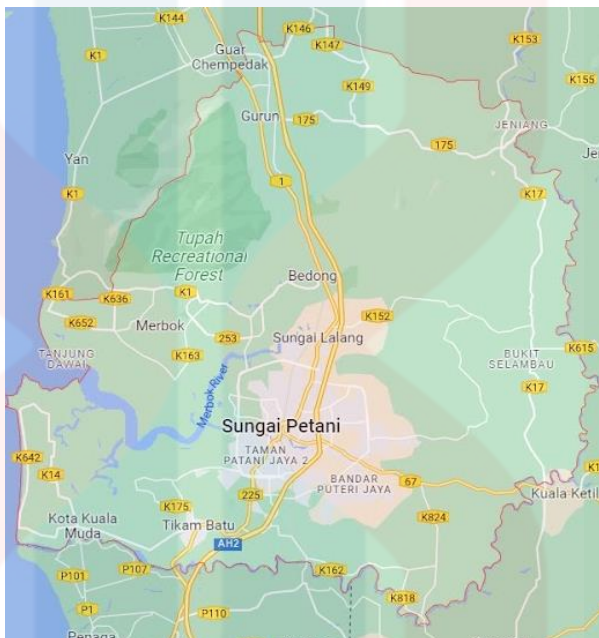 K144
K146
K147
K153
K1
Guar
Chempedak
K149
K155
Gurun
175
JENIANG
Je
175
Yan
1
K17
K1
Tupah
Recreational
Forest
Bedong
K161
K636
K1
K652
Merbok
253
K152
Sungai Lalang
TANJUNG
DAWAI
K163
BUKIT
SELAMBAU
K615
Merbok River
K17
Sungai Petani
TAMAN
PATANI JAYA 2
K642
K14
BANDAR
PUTERI JAYA
67
K1
225
Kuala Ketil
K175
Kota Kuala
Muda
Tikam Batu
K824
AH2
P101
P107
K162
P1
P110
K818
Penaga